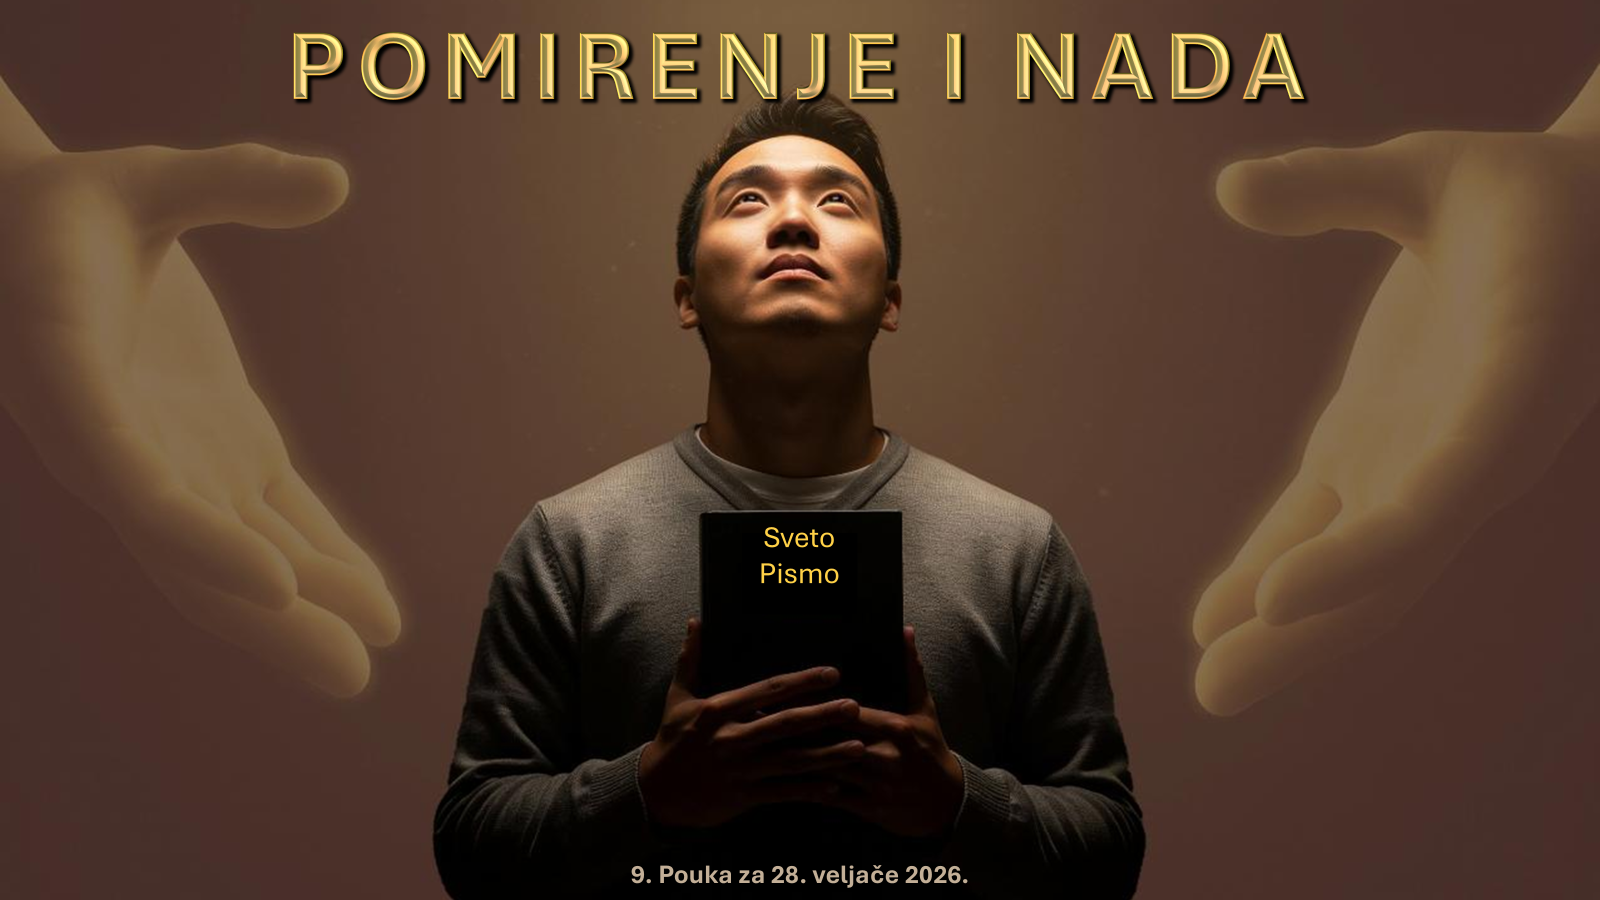 POMIRENJE I NADA
Sveto
Pismo
9. Pouka za 28. veljače 2026.